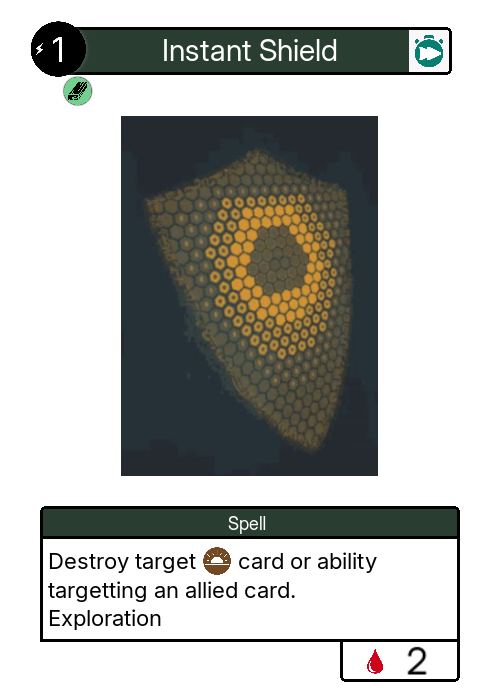 1
Instant Shield
Spell
Destroy target card or ability
targetting an allied card.
Exploration
2